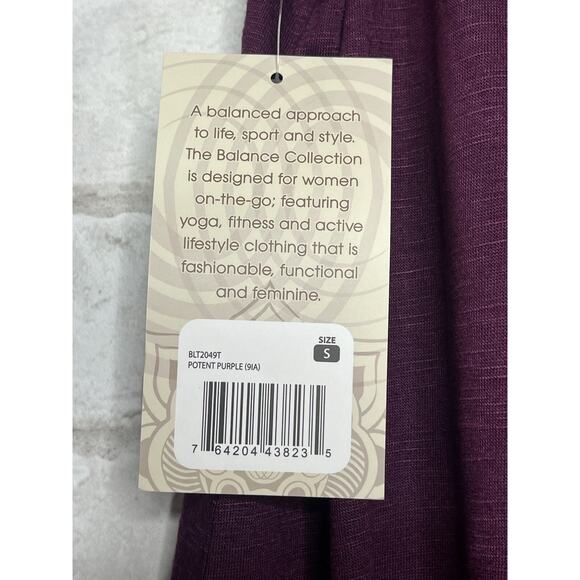 A balanced approach
to life, sport and style.
The Balance Collection
is designed for women
on-the-go; featuring
yoga, fitness and active
lifestyle clothing that is
fashionable, functional
and feminine.
SIZE
S
BLT2049T
POTENT PURPLE (9IA)
7 64204 43823 5